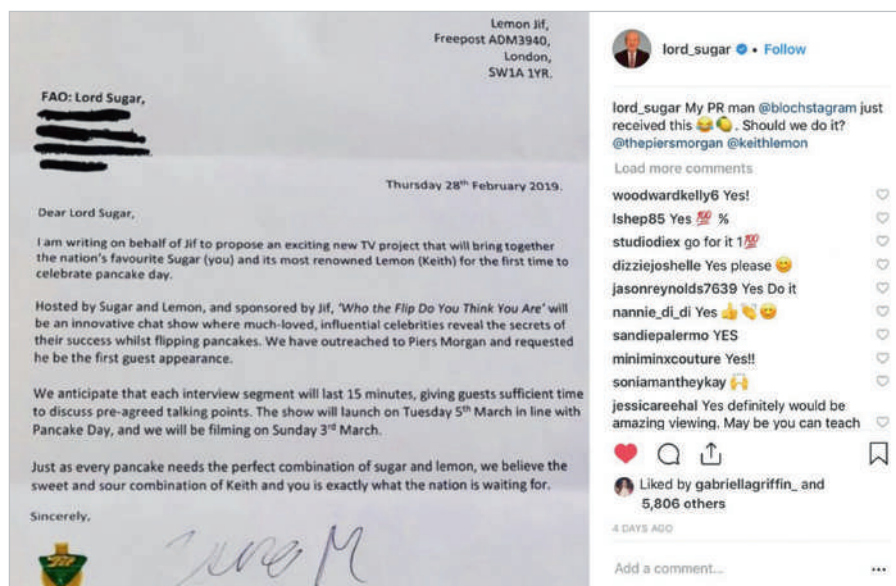 Lemon Jif,
Freepost ADM3940,
London,
SW1A 1YR.
FAO: Lord Sugar,
Thursday 28th February 2019.
Dear Lord Sugar,
I am writing on behalf of Jif to propose an exciting new TV project that will bring together
the nation's favourite Sugar (you) and its most renowned Lemon (Keith) for the first time to
celebrate pancake day.
Hosted by Sugar and Lemon, and sponsored by Jif, 'Who the Flip Do You Think You Are' will
be an innovative chat show where much-loved, influential celebrities reveal the secrets of
their success whilst flipping pancakes. We have outreached to Piers Morgan and requested
he be the first guest appearance.
We anticipate that each interview segment will last 15 minutes, giving guests sufficient time
to discuss pre-agreed talking points. The show will launch on Tuesday 5th March in line with
Pancake Day, and we will be filming on Sunday 3rd March.
Just as every pancake needs the perfect combination of sugar and lemon, we believe the
sweet and sour combination of Keith and you is exactly what the nation is waiting for.
Sincerely,
Jif
lord_sugar • Follow
lord_sugar My PR man @blochstagram just
received this 😂🍋. Should we do it?
@thepiersmorgan @keithlemon
Load more comments
woodwardkelly6 Yes!
lshep85 Yes 💯 %
studiodiex go for it 1💯
dizziejoshelle Yes please 😊
jasonreynolds7639 Yes Do it
nannie_di_di Yes 👍👏😊
sandiepalermo YES
miniminxcouture Yes!!
soniamantheykay 🙌
jessicareehal Yes definitely would be
amazing viewing. May be you can teach
Liked by gabriellagriffin_ and
5,806 others
4 DAYS AGO
Add a comment...